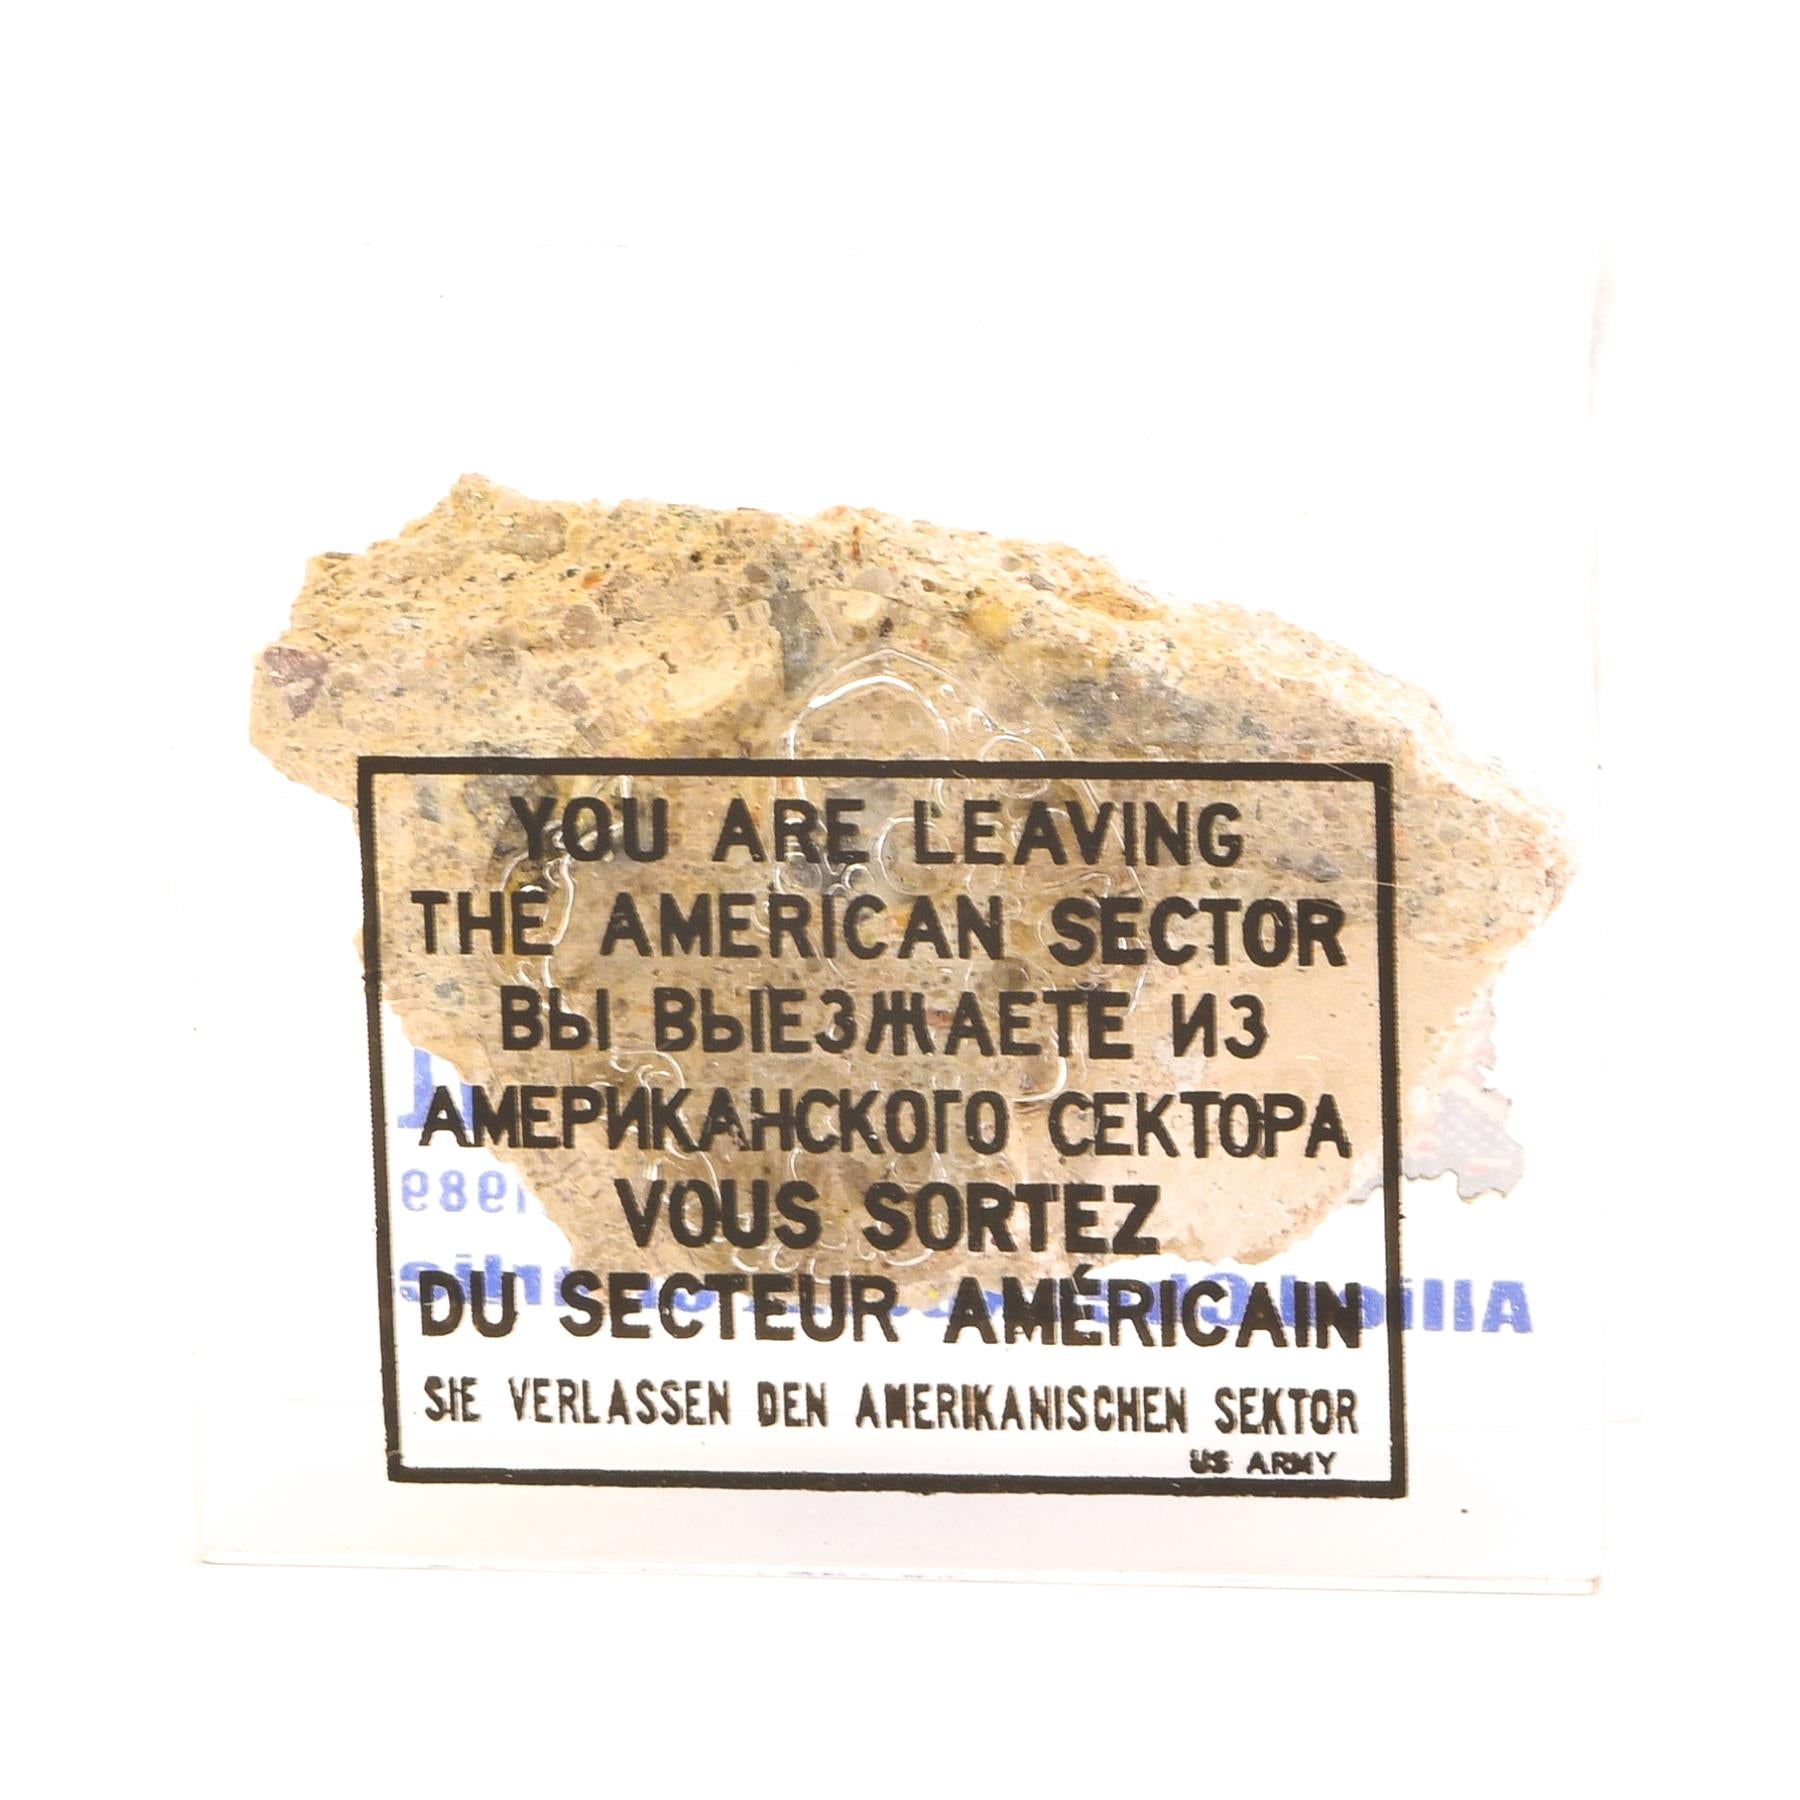 YOU ARE LEAVING
THE AMERICAN SECTOR
ВЫ ВЫЕЗЖАЕТЕ ИЗ
АМЕРИКАНСКОГО СЕКТОРА
VOUS SORTEZ
DU SECTEUR AMÉRICAIN
SIE VERLASSEN DEN AMERIKANISCHEN SEKTOR
US ARMY
1989